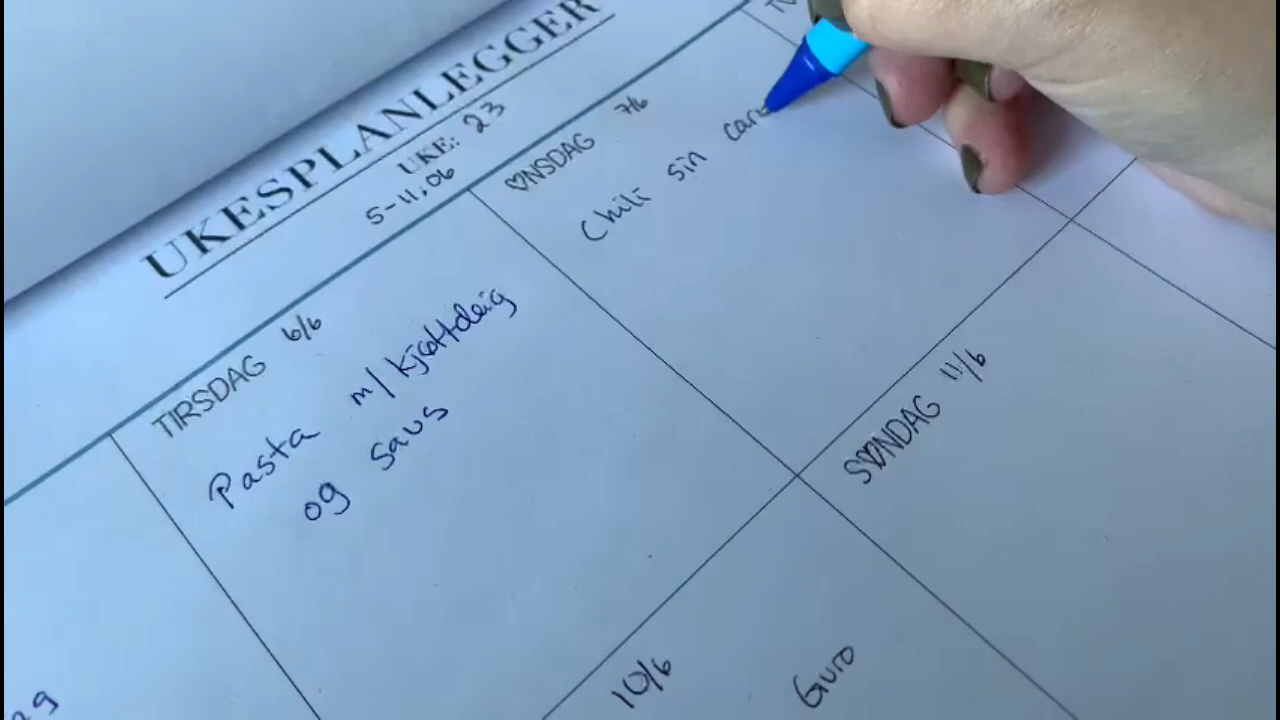 UKESPLANLEGGER
UKE: 23
5-11.06
TIRSDAG 6/6
Pasta m/kjøttdeig
og saus
ONSDAG 7/6
Chili sin car
SØNDAG 11/6
10/6
Guro